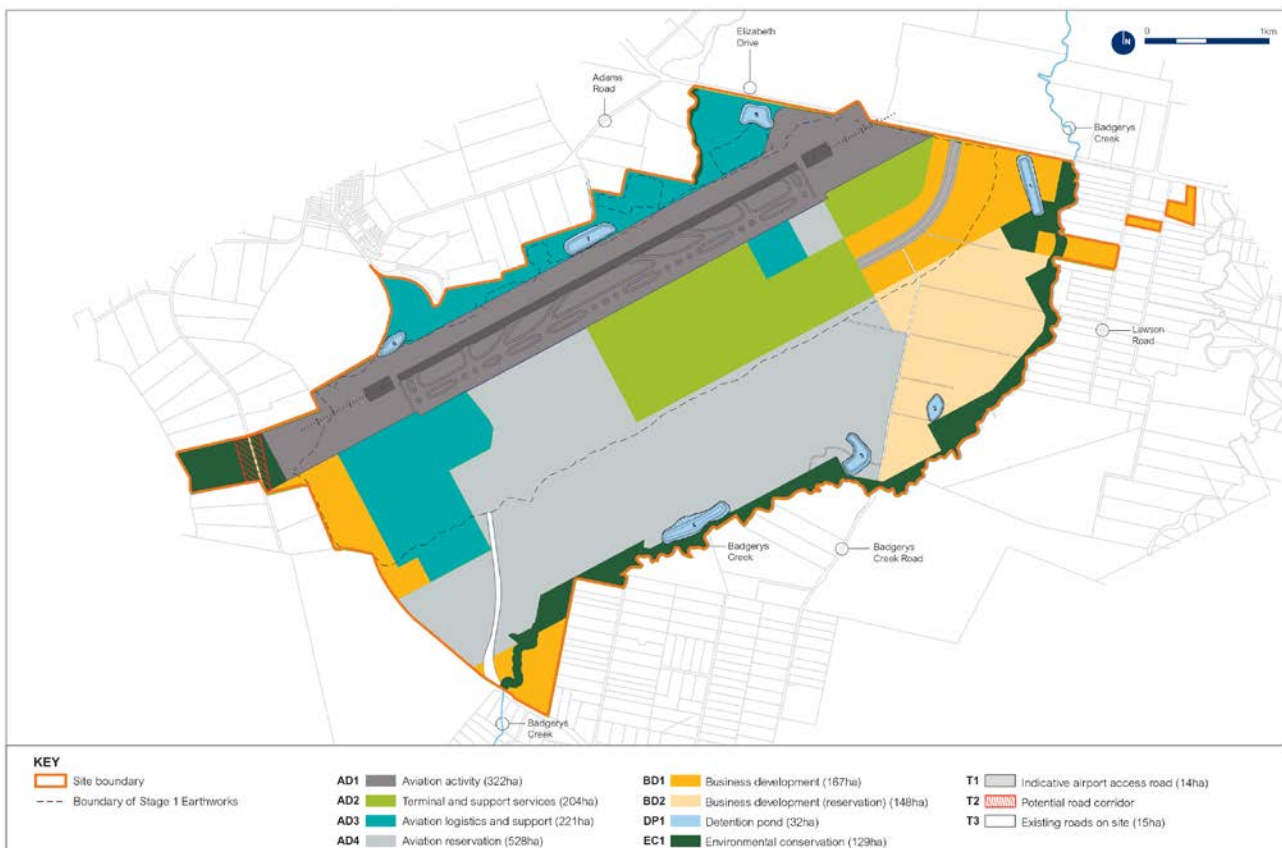 0 1km
N
Elizabeth
Drive
Adams
Road
Badgerys
Creek
Lawson
Road
Badgerys
Creek
Badgerys
Creek Road
Badgerys
Creek
KEY
Site boundary
Boundary of Stage 1 Earthworks
AD1 Aviation activity (322ha)
AD2 Terminal and support services (204ha)
AD3 Aviation logistics and support (221ha)
AD4 Aviation reservation (528ha)
BD1 Business development (167ha)
BD2 Business development (reservation) (148ha)
DP1 Detention pond (32ha)
EC1 Environmental conservation (129ha)
T1 Indicative airport access road (14ha)
T2 Potential road corridor
T3 Existing roads on site (15ha)